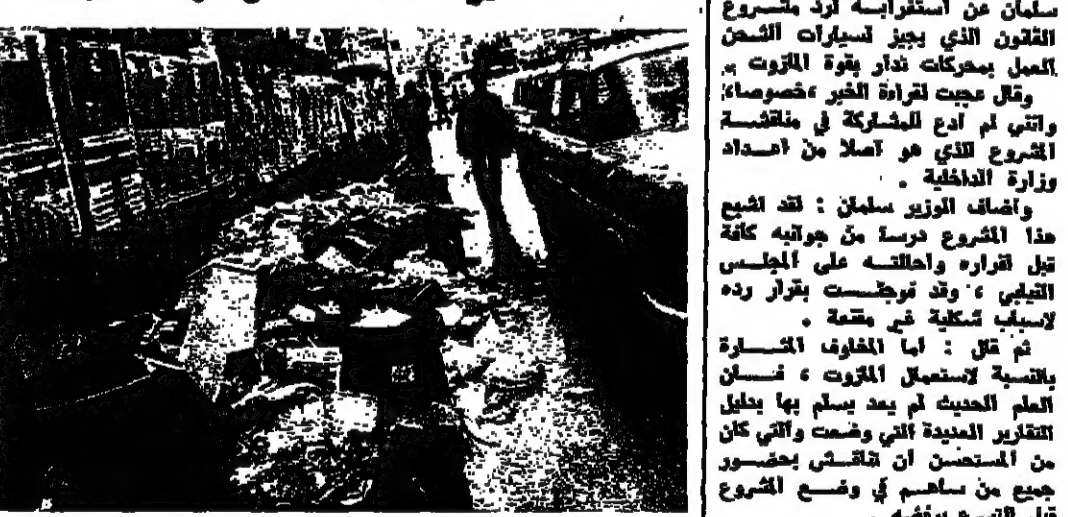 سلمان عن استغرابه لرد مشروع
القانون الذي يجيز لسيارات الشحن
العمل بمحركات تدار بقوة المازوت .
وقال عجبت لقراءة الخبر ، خصوصا
وانني لم ادع للمشاركة في مناقشة
المشروع الذي هو اصلا من اعداد
وزارة الداخلية .
واضاف الوزير سلمان : لقد اشبع
هذا المشروع درسا من جوانبه كافة
قبل اقراره واحالته على المجلس
النيابي ، وقد فوجئت بقرار رده
لاسباب شكلية غير مقنعة .
ثم قال : اما المخاوف المثارة
بالنسبة لاستعمال المازوت ، فان
العلم الحديث لم يعد يسلم بها بدليل
التقارير العديدة التي وضعت والتي كان
من المستحسن ان تناقش بحضور
جميع من ساهم في وضع المشروع
قبل